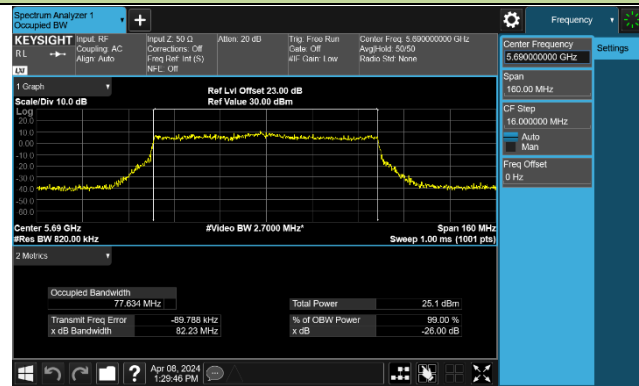 Spectrum Analyzer 1
Occupied BW
Frequency
KEYSIGHT
RL
LXI
Input: RF
Coupling: AC
Align: Auto
Input Z: 50 Ω
Corrections: Off
Freq Ref: Int (S)
NFE: Off
Atten: 20 dB
Trig: Free Run
Gate: Off
#IF Gain: Low
Center Freq: 5.690000000 GHz
Avg|Hold: 50/50
Radio Std: None
Center Frequency
5.690000000 GHz
Settings
Span
160.00 MHz
CF Step
16.000000 MHz
Auto
Man
Freq Offset
0 Hz
1 Graph
Scale/Div 10.0 dB
Ref Lvl Offset 23.00 dB
Ref Value 30.00 dBm
Log
20.0
10.0
0.00
-10.0
-20.0
-30.0
-40.0
-50.0
-60.0
Center 5.69 GHz
#Video BW 2.7000 MHz*
Span 160 MHz
#Res BW 820.00 kHz
Sweep 1.00 ms (1001 pts)
2 Metrics
Occupied Bandwidth
77.634 MHz
Total Power
25.1 dBm
Transmit Freq Error
-89.788 kHz
% of OBW Power
99.00 %
x dB Bandwidth
82.23 MHz
x dB
-26.00 dB
?
Apr 08, 2024
1:29:46 PM